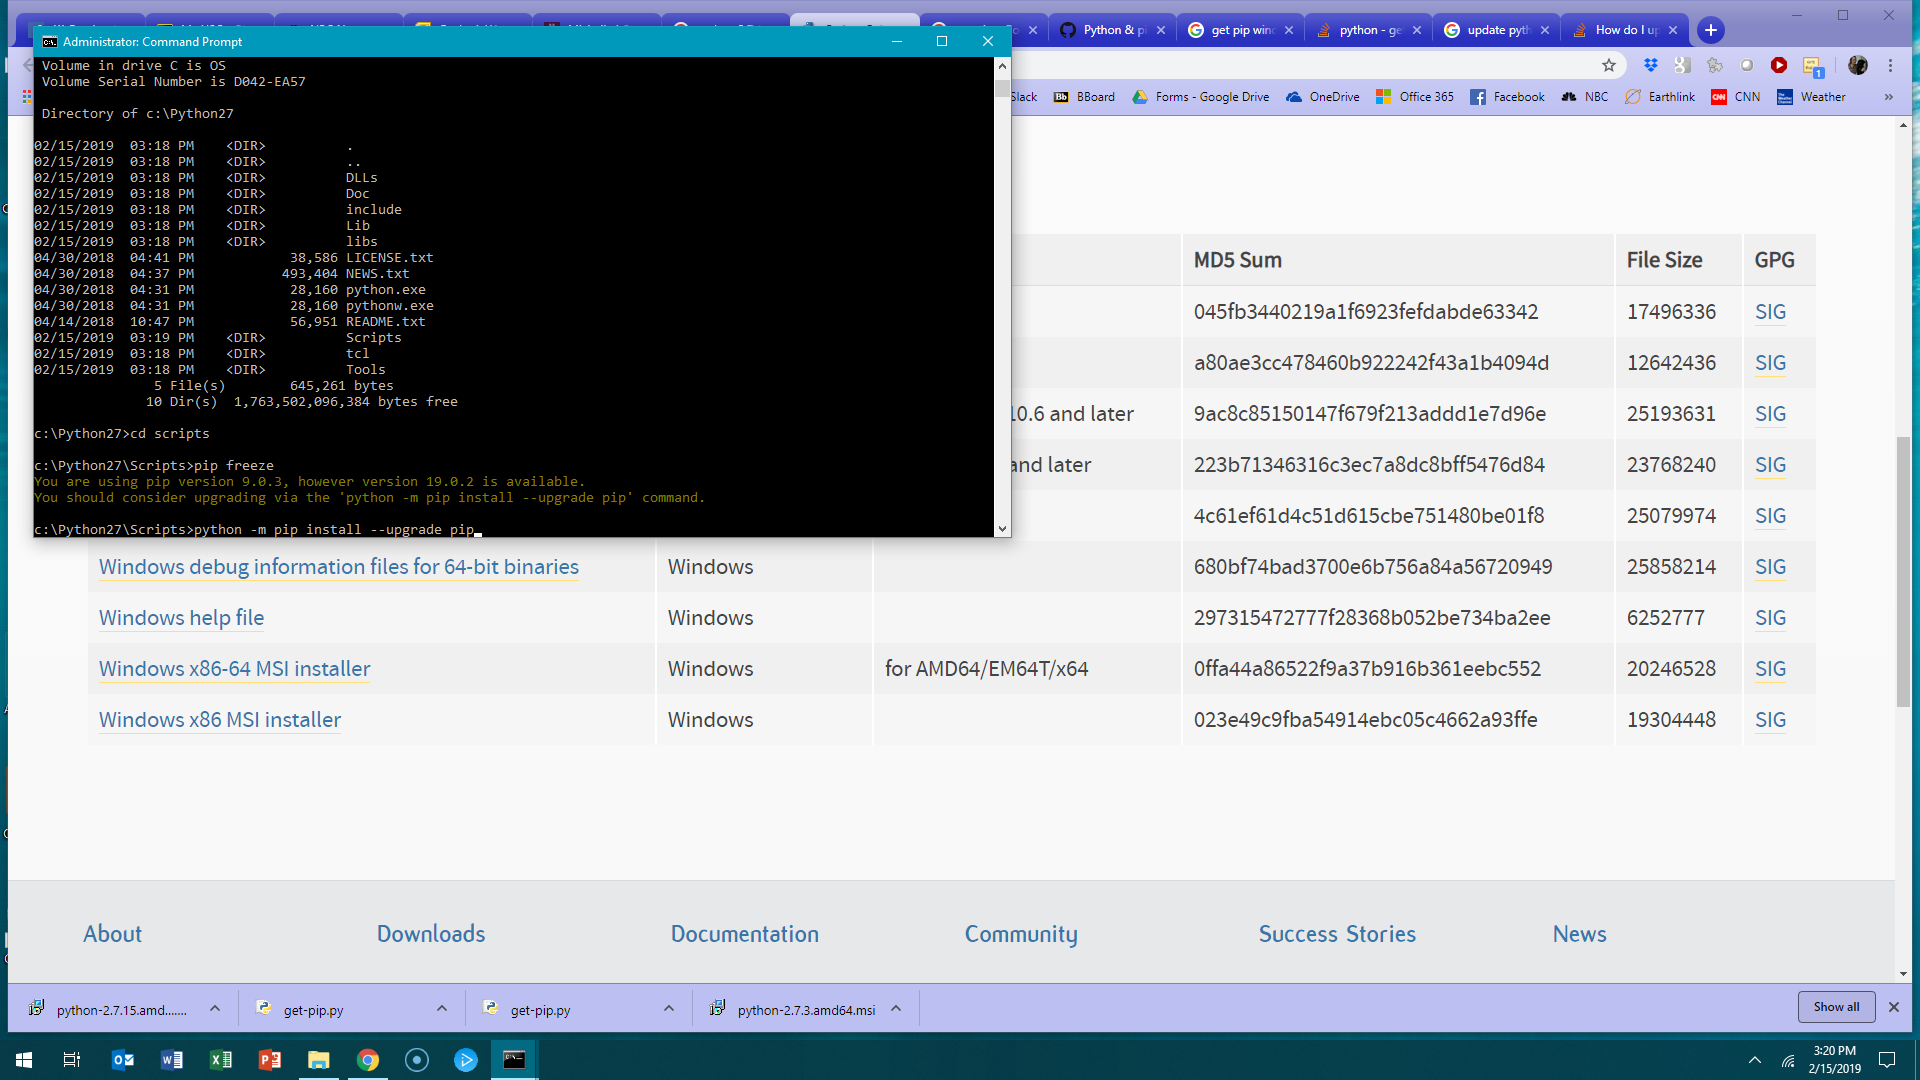 Administrator: Command Prompt
Python & pi
get pip wind
python - ge
update pyth
How do I up
Volume in drive C is OS
Volume Serial Number is D042-EA57
Directory of c:\Python27
02/15/2019 03:18 PM <DIR> .
02/15/2019 03:18 PM <DIR> ..
02/15/2019 03:18 PM <DIR> DLLs
02/15/2019 03:18 PM <DIR> Doc
02/15/2019 03:18 PM <DIR> include
02/15/2019 03:18 PM <DIR> Lib
02/15/2019 03:18 PM <DIR> libs
04/30/2018 04:41 PM 38,586 LICENSE.txt
04/30/2018 04:37 PM 493,404 NEWS.txt
04/30/2018 04:31 PM 28,160 python.exe
04/30/2018 04:31 PM 28,160 pythonw.exe
04/14/2018 10:47 PM 56,951 README.txt
02/15/2019 03:19 PM <DIR> Scripts
02/15/2019 03:18 PM <DIR> tcl
02/15/2019 03:18 PM <DIR> Tools
5 File(s) 645,261 bytes
10 Dir(s) 1,763,502,096,384 bytes free
c:\Python27>cd scripts
c:\Python27\Scripts>pip freeze
You are using pip version 9.0.3, however version 19.0.2 is available.
You should consider upgrading via the 'python -m pip install --upgrade pip' command.
c:\Python27\Scripts>python -m pip install --upgrade pip
Slack BBoard Forms - Google Drive OneDrive Office 365 Facebook NBC Earthlink CNN Weather »
MD5 Sum File Size GPG
045fb3440219a1f6923fefdabde63342 17496336 SIG
a80ae3cc478460b922242f43a1b4094d 12642436 SIG
10.6 and later 9ac8c85150147f679f213addd1e7d96e 25193631 SIG
and later 223b71346316c3ec7a8dc8bff5476d84 23768240 SIG
4c61ef61d4c51d615cbe751480be01f8 25079974 SIG
Windows debug information files for 64-bit binaries Windows 680bf74bad3700e6b756a84a56720949 25858214 SIG
Windows help file Windows 297315472777f28368b052be734ba2ee 6252777 SIG
Windows x86-64 MSI installer Windows for AMD64/EM64T/x64 0ffa44a86522f9a37b916b361eebc552 20246528 SIG
Windows x86 MSI installer Windows 023e49c9fba54914ebc05c4662a93ffe 19304448 SIG
About Downloads Documentation Community Success Stories News
python-2.7.15.amd....... get-pip.py get-pip.py python-2.7.3.amd64.msi Show all
3:20 PM
2/15/2019